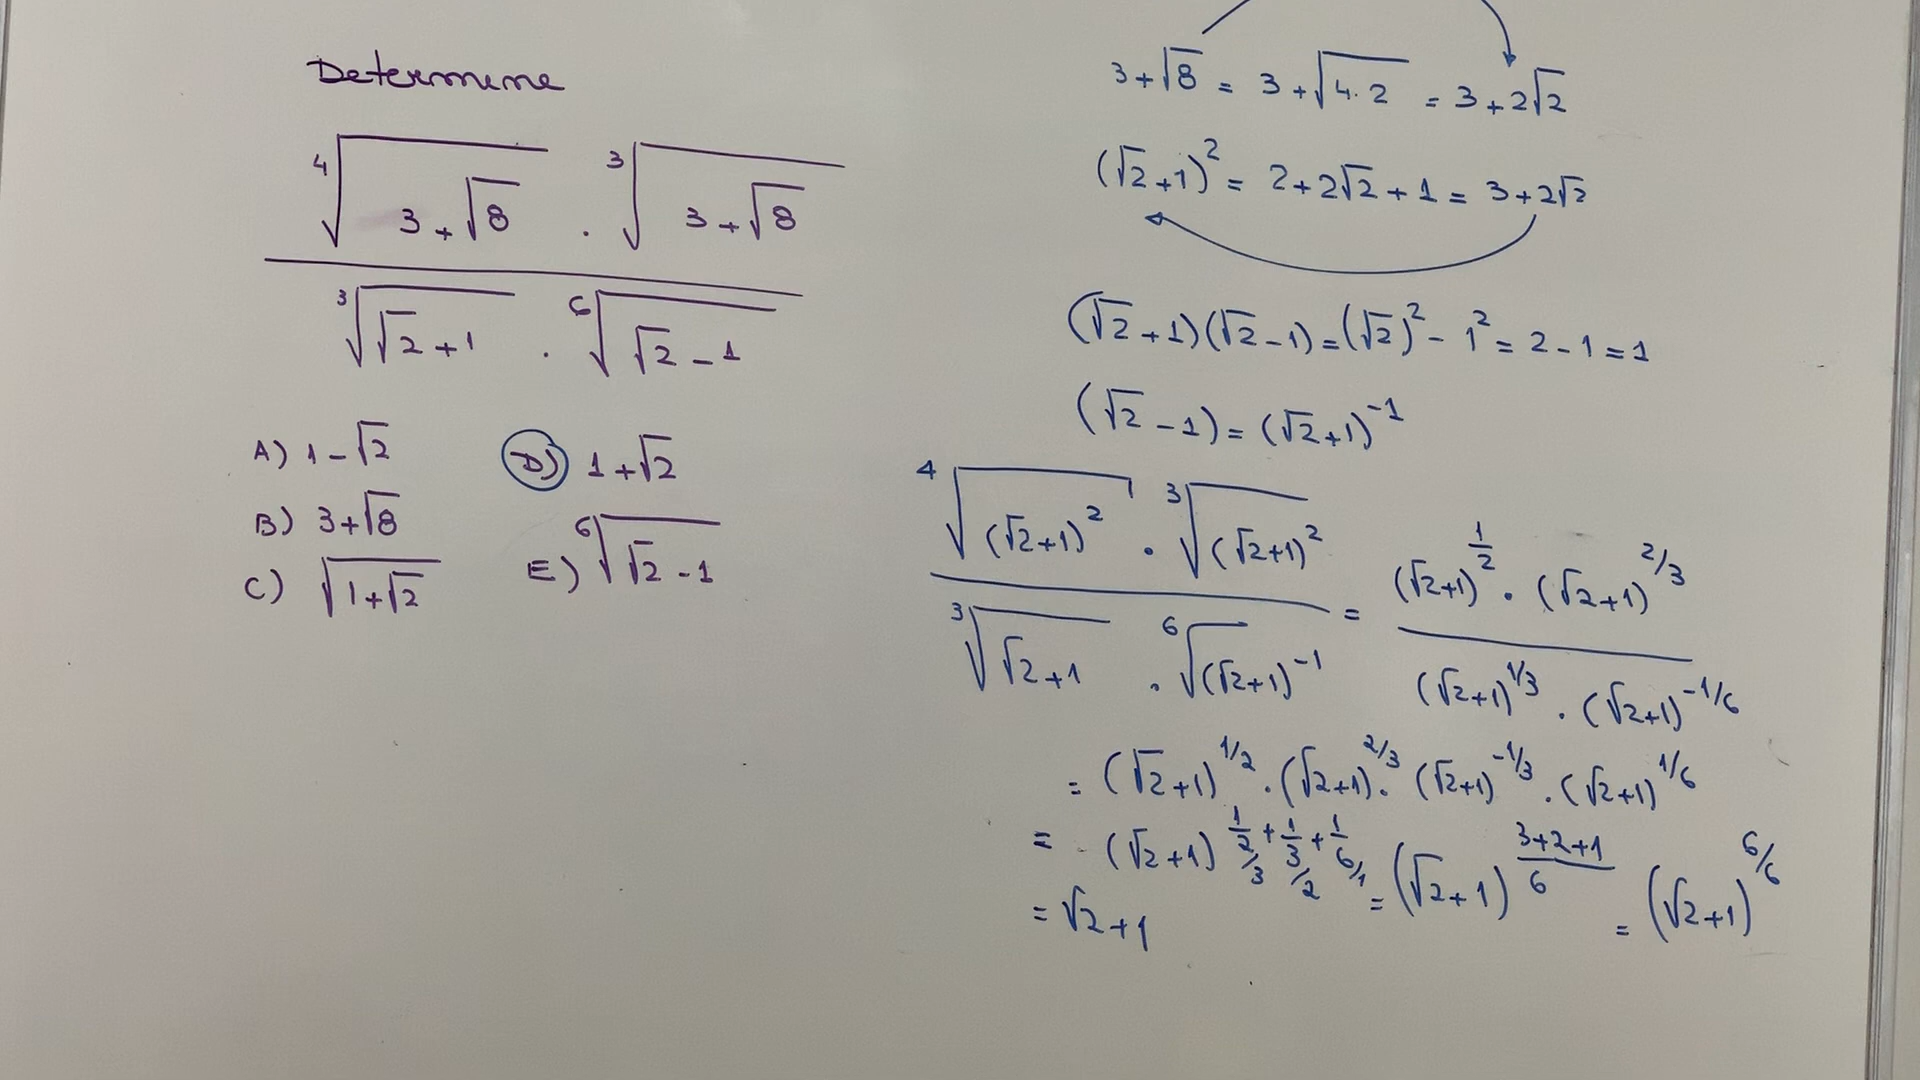 Determine
⁴√(3+√8) · ³√(3+√8)
³√(√2+1) · ⁶√(√2-1)
A) 1-√2
D) 1+√2
B) 3+√8
E) ⁶√(√2-1)
C) √(1+√2)
3+√8 = 3+√(4·2) = 3+2√2
(√2+1)² = 2+2√2+1 = 3+2√2
(√2+1)(√2-1) = (√2)² - 1² = 2-1 = 1
(√2-1) = (√2+1)⁻¹
⁴√(√2+1)² · ³√(√2+1)² = (√2+1)^1/2 · (√2+1)^2/3
³√(√2+1) · ⁶√(√2+1)⁻¹ (√2+1)^1/3 · (√2+1)^-1/6
= (√2+1)^1/2 · (√2+1)^2/3 · (√2+1)^-1/3 · (√2+1)^1/6
= (√2+1)^1/2 /3 + 1/3 /2 + 1/6 /1 = (√2+1)^(3+2+1)/6 = (√2+1)^6/6
= √2+1